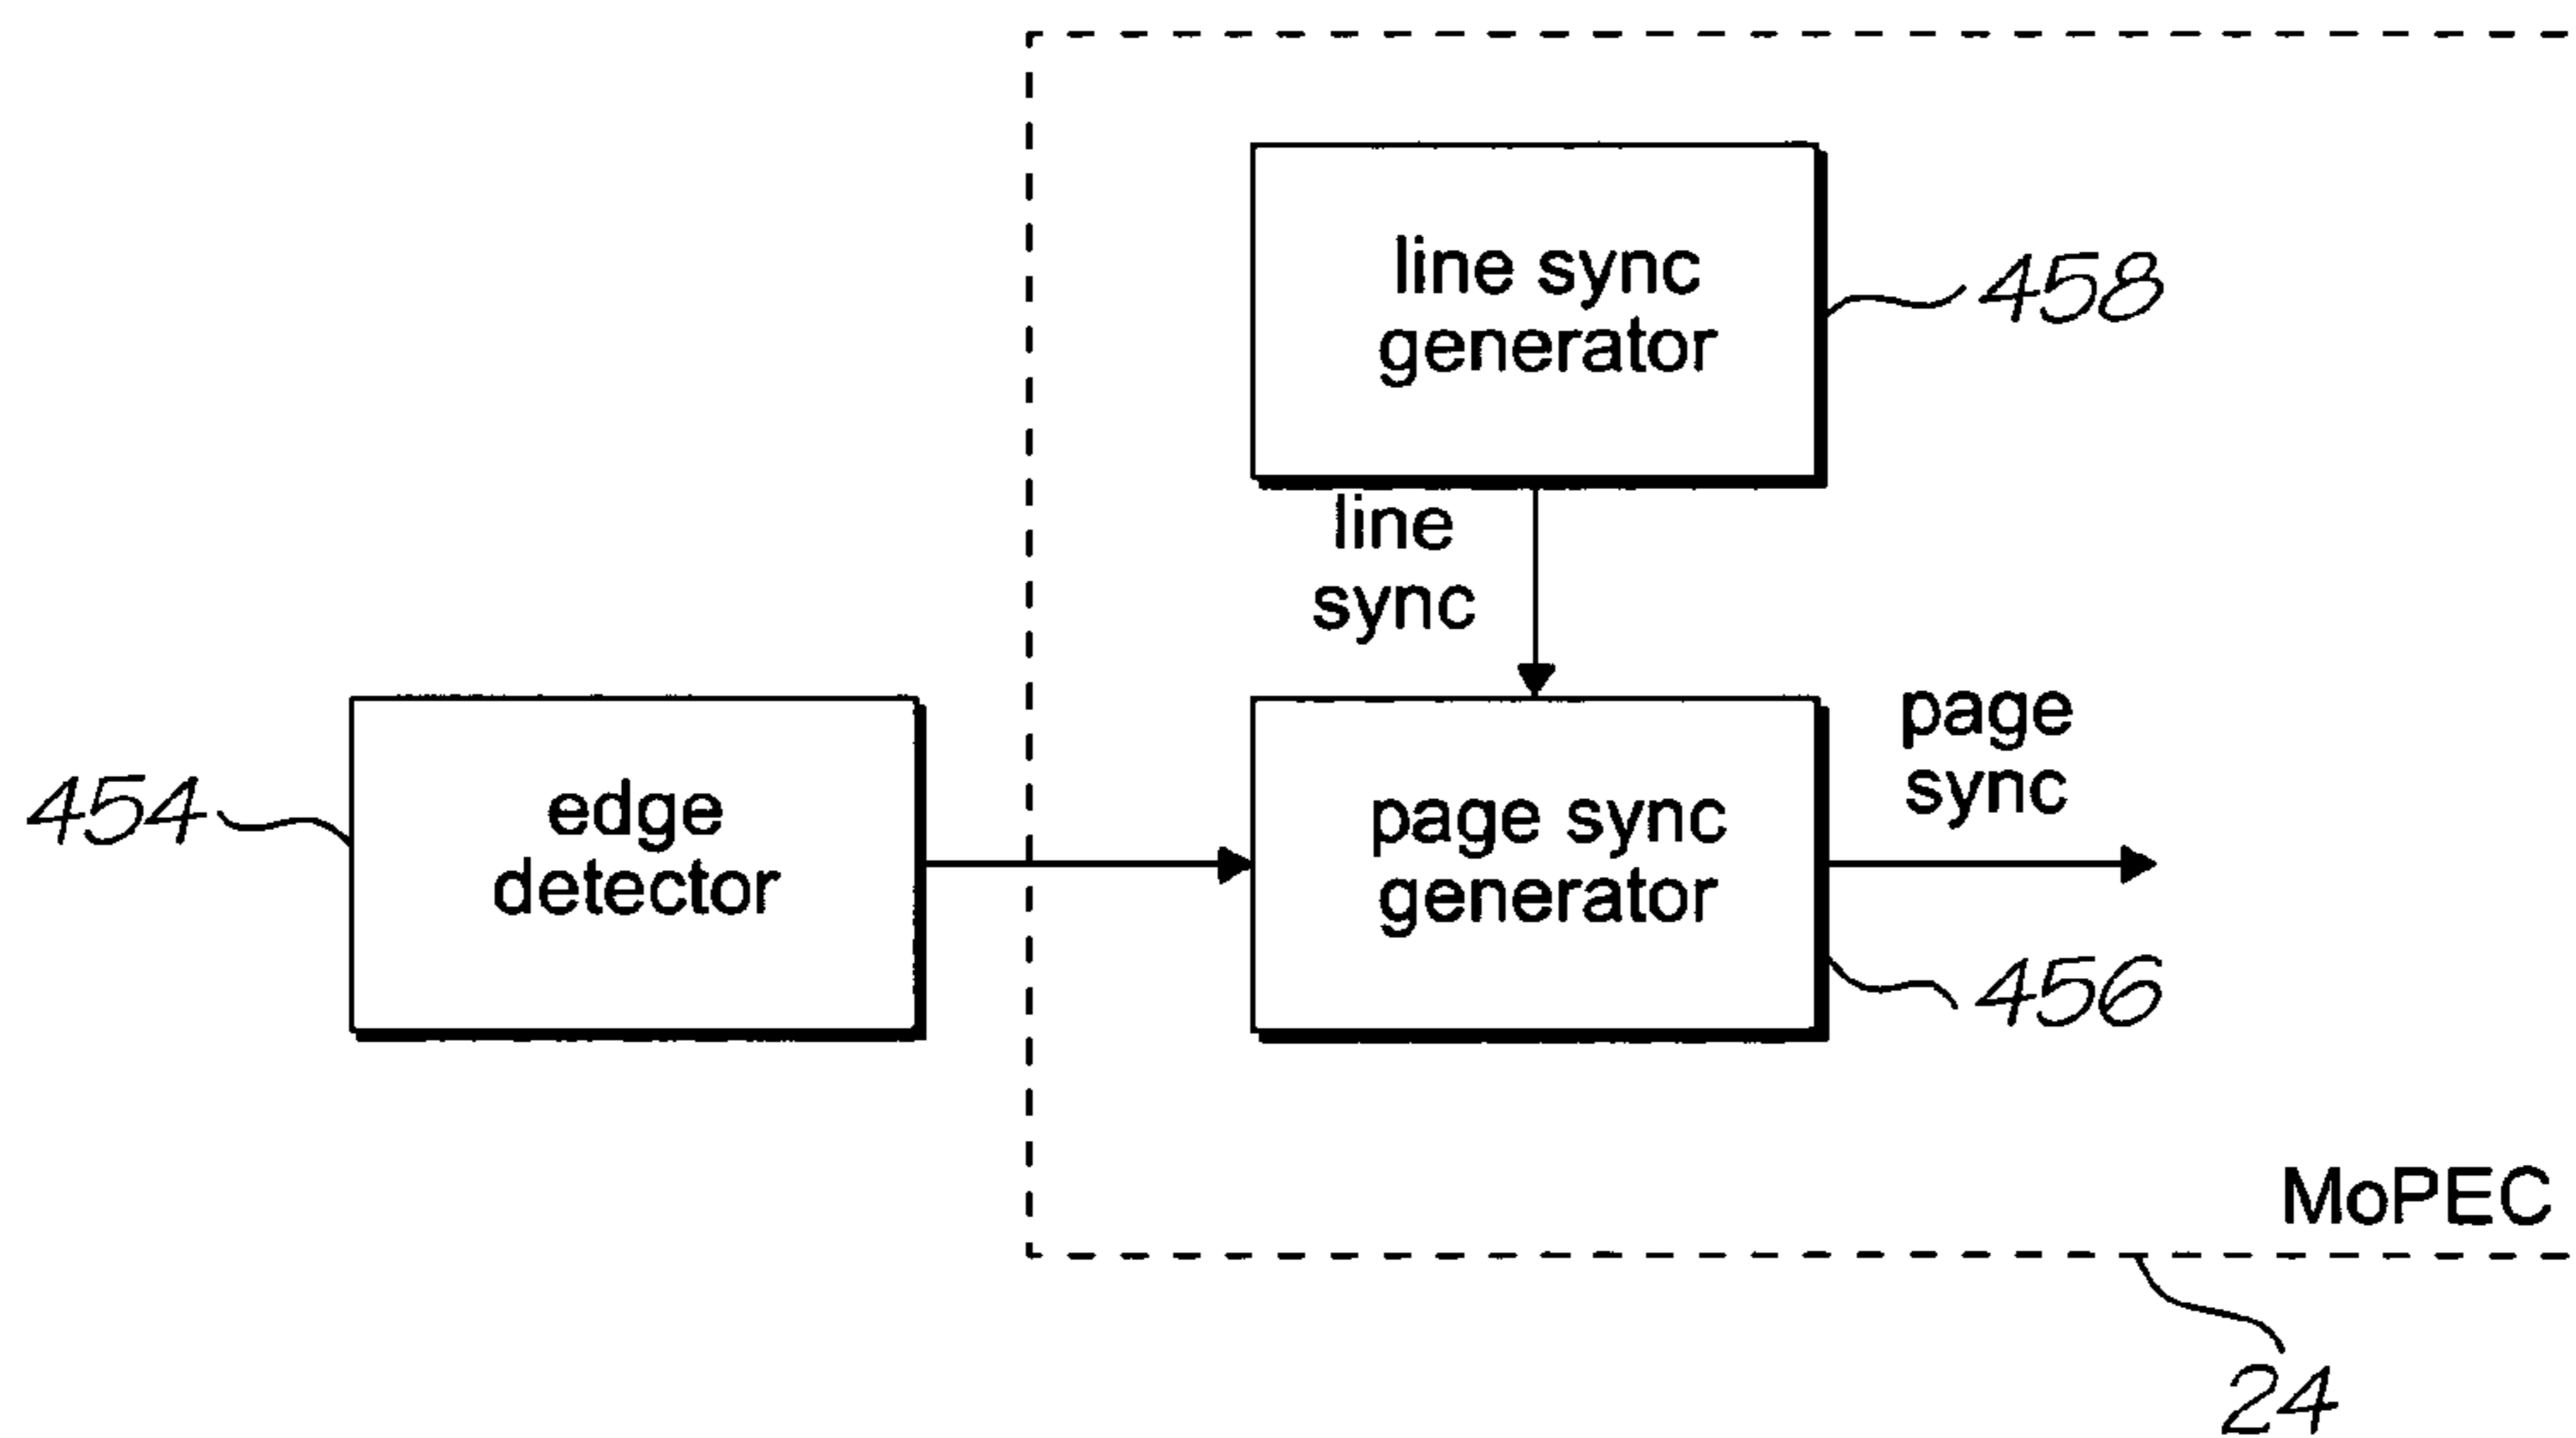 line sync
generator
458
line
sync
page
sync
454
edge
detector
page sync
generator
456
MoPEC
24